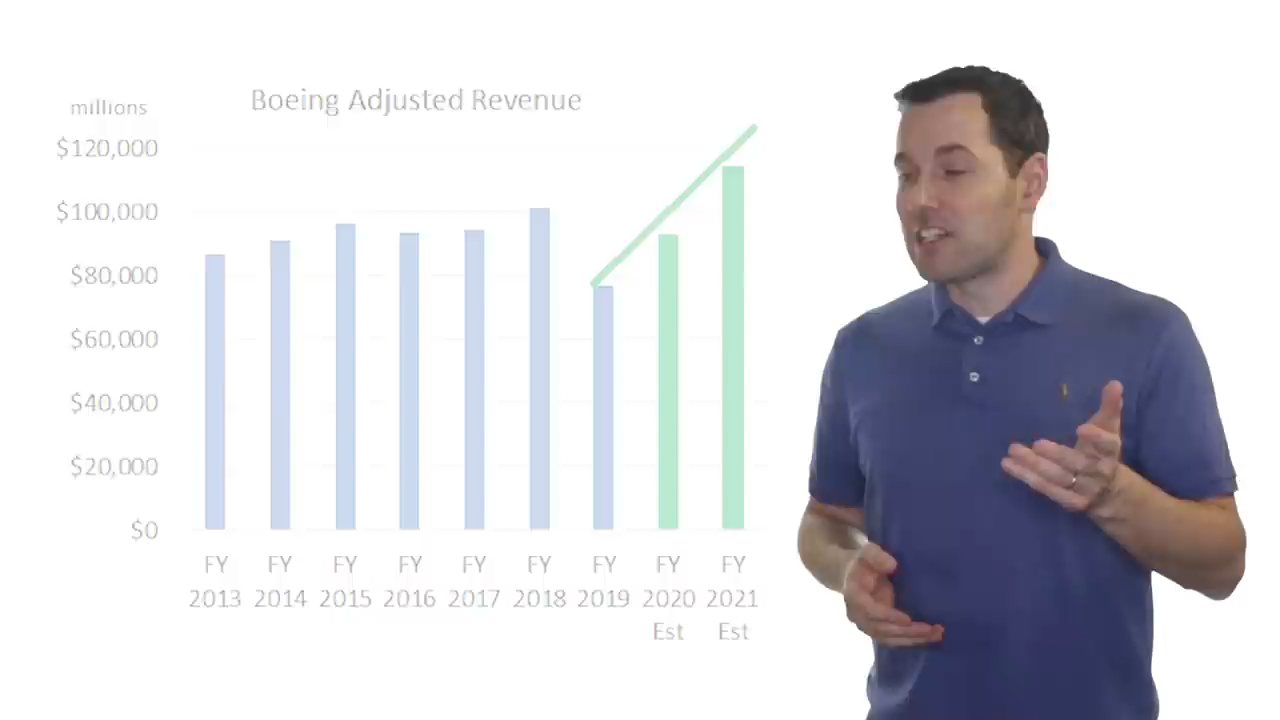 Boeing Adjusted Revenue
millions
$120,000
$100,000
$80,000
$60,000
$40,000
$20,000
$0
FY FY FY FY FY FY FY FY FY
2013 2014 2015 2016 2017 2018 2019 2020 2021
Est Est